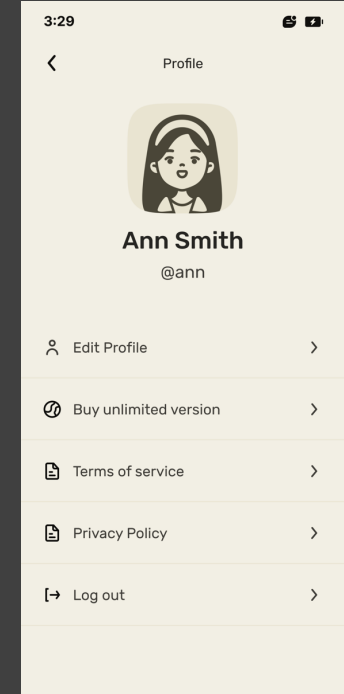 3:29
Profile
Ann Smith
@ann
Edit Profile
Buy unlimited version
Terms of service
Privacy Policy
Log out